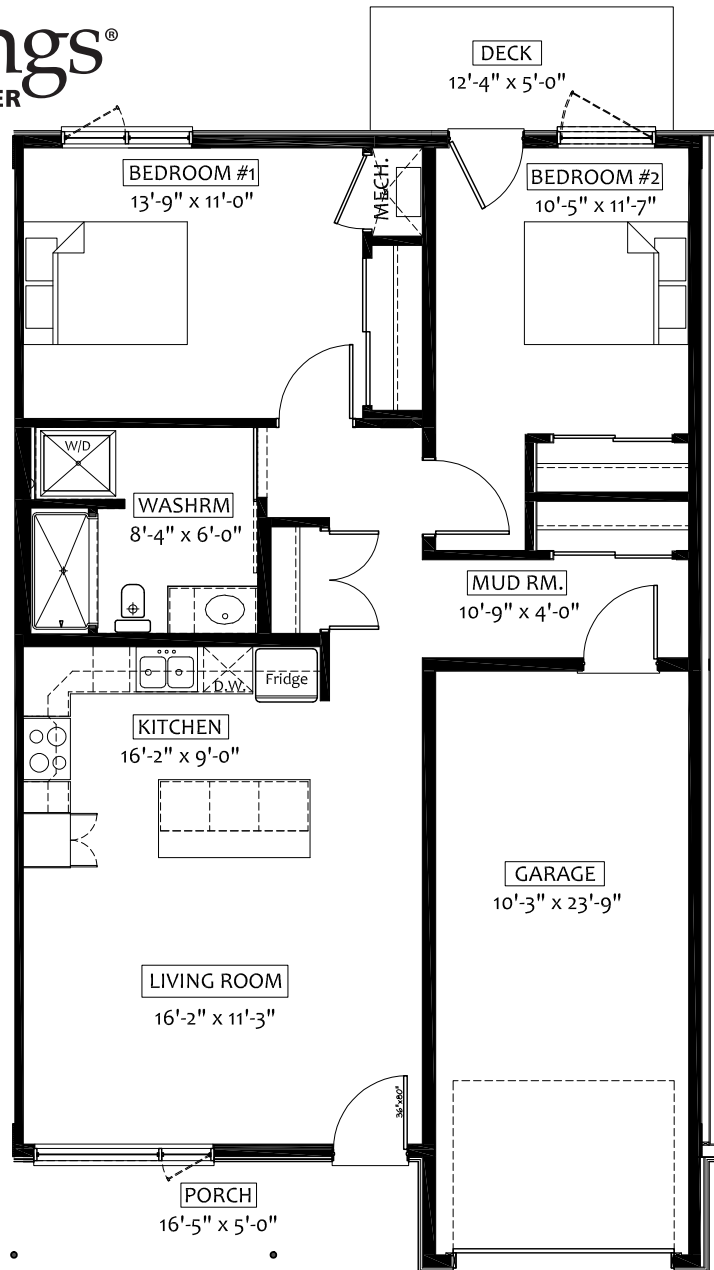 ngs®
ER
DECK
12'-4" x 5'-0"
BEDROOM #1
13'-9" x 11'-0"
MECH.
BEDROOM #2
10'-5" x 11'-7"
W/D
WASHRM
8'-4" x 6'-0"
MUD RM.
10'-9" x 4'-0"
D.W.
Fridge
KITCHEN
16'-2" x 9'-0"
GARAGE
10'-3" x 23'-9"
LIVING ROOM
16'-2" x 11'-3"
36"x80"
PORCH
16'-5" x 5'-0"